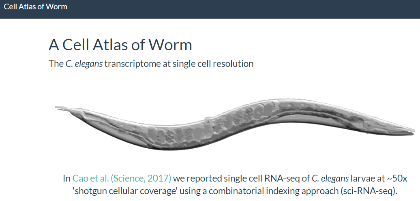 Cell Atlas of Worm
A Cell Atlas of Worm
The C. elegans transcriptome at single cell resolution
In Cao et al. (Science, 2017) we reported single cell RNA-seq of C. elegans larvae at ~50x
'shotgun cellular coverage' using a combinatorial indexing approach (sci-RNA-seq).